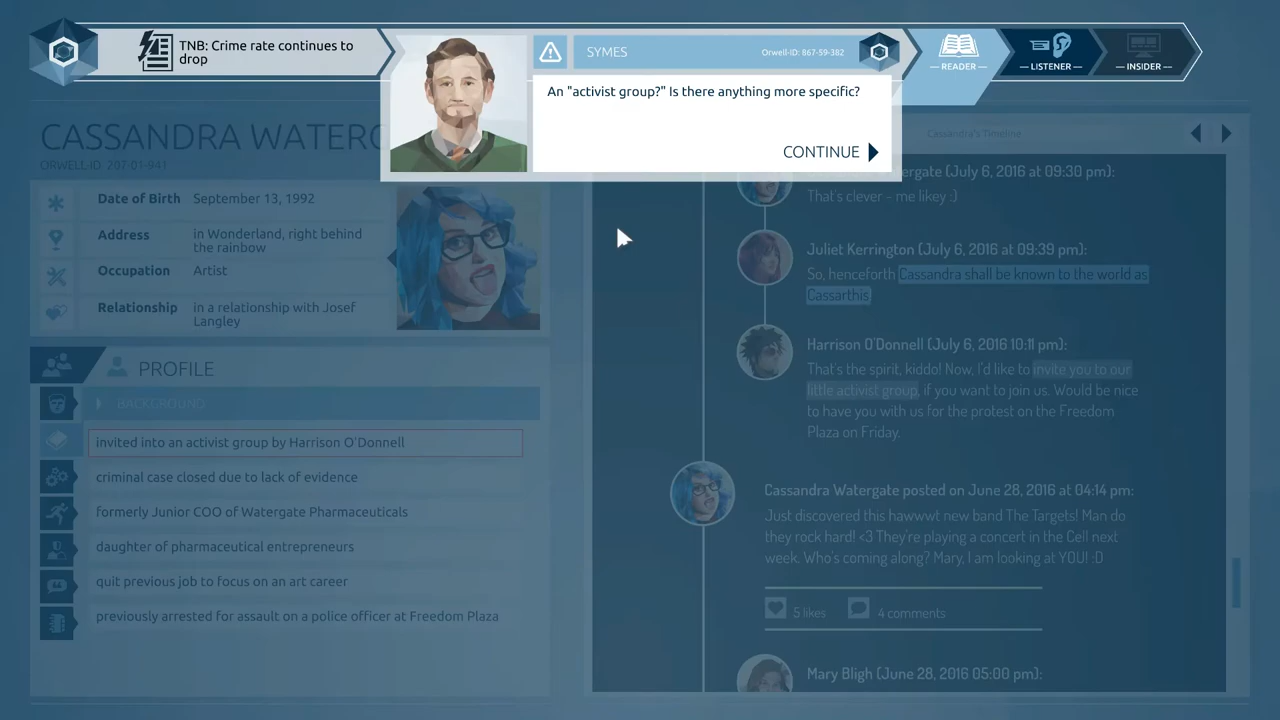 TNB: Crime rate continues to
drop
SYMES
Orwell-ID: 867-59-382
An "activist group?" Is there anything more specific?
CONTINUE
— READER —
— LISTENER —
— INSIDER —
CASSANDRA WATERG
ORWELL-ID: 207-01-941
Date of Birth September 13, 1992
Address in Wonderland, right behind
the rainbow
Occupation Artist
Relationship in a relationship with Josef
Langley
PROFILE
BACKGROUND
invited into an activist group by Harrison O'Donnell
criminal case closed due to lack of evidence
formerly Junior COO of Watergate Pharmaceuticals
daughter of pharmaceutical entrepreneurs
quit previous job to focus on an art career
previously arrested for assault on a police officer at Freedom Plaza
Cassandra's Timeline
tergate (July 6, 2016 at 09:30 pm):
That's clever - me likey :)
Juliet Kerrington (July 6, 2016 at 09:39 pm):
So, henceforth Cassandra shall be known to the world as
Cassarthis!
Harrison O'Donnell (July 6, 2016 10:11 pm):
That's the spirit, kiddo! Now, I'd like to invite you to our
little activist group, if you want to join us. Would be nice
to have you with us for the protest on the Freedom
Plaza on Friday.
Cassandra Watergate posted on June 28, 2016 at 04:14 pm:
Just discovered this hawwwt new band The Targets! Man do
they rock hard! <3 They're playing a concert in the Cell next
week. Who's coming along? Mary, I am looking at YOU! :D
5 likes 4 comments
Mary Bligh (June 28, 2016 05:00 pm):